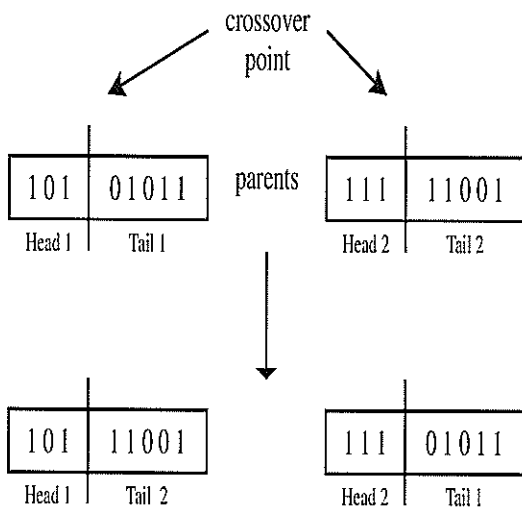 crossover
point
101 01011 parents 111 11001
Head 1 Tail 1 Head 2 Tail 2
101 11001 111 01011
Head 1 Tail 2 Head 2 Tail 1